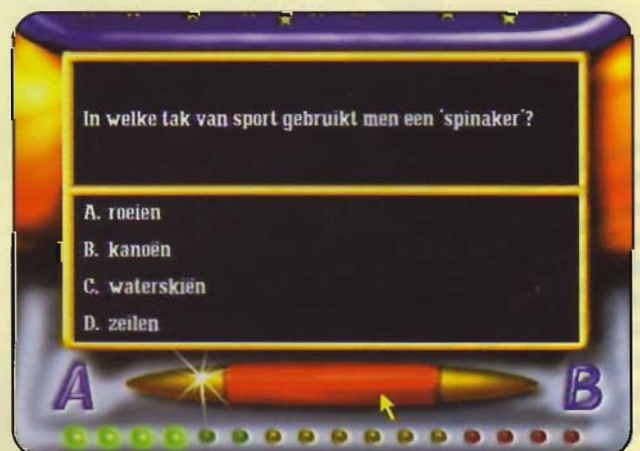 In welke tak van sport gebruikt men een 'spinaker'?
A. roeien
B. kanoën
C. waterskiën
D. zeilen
A B